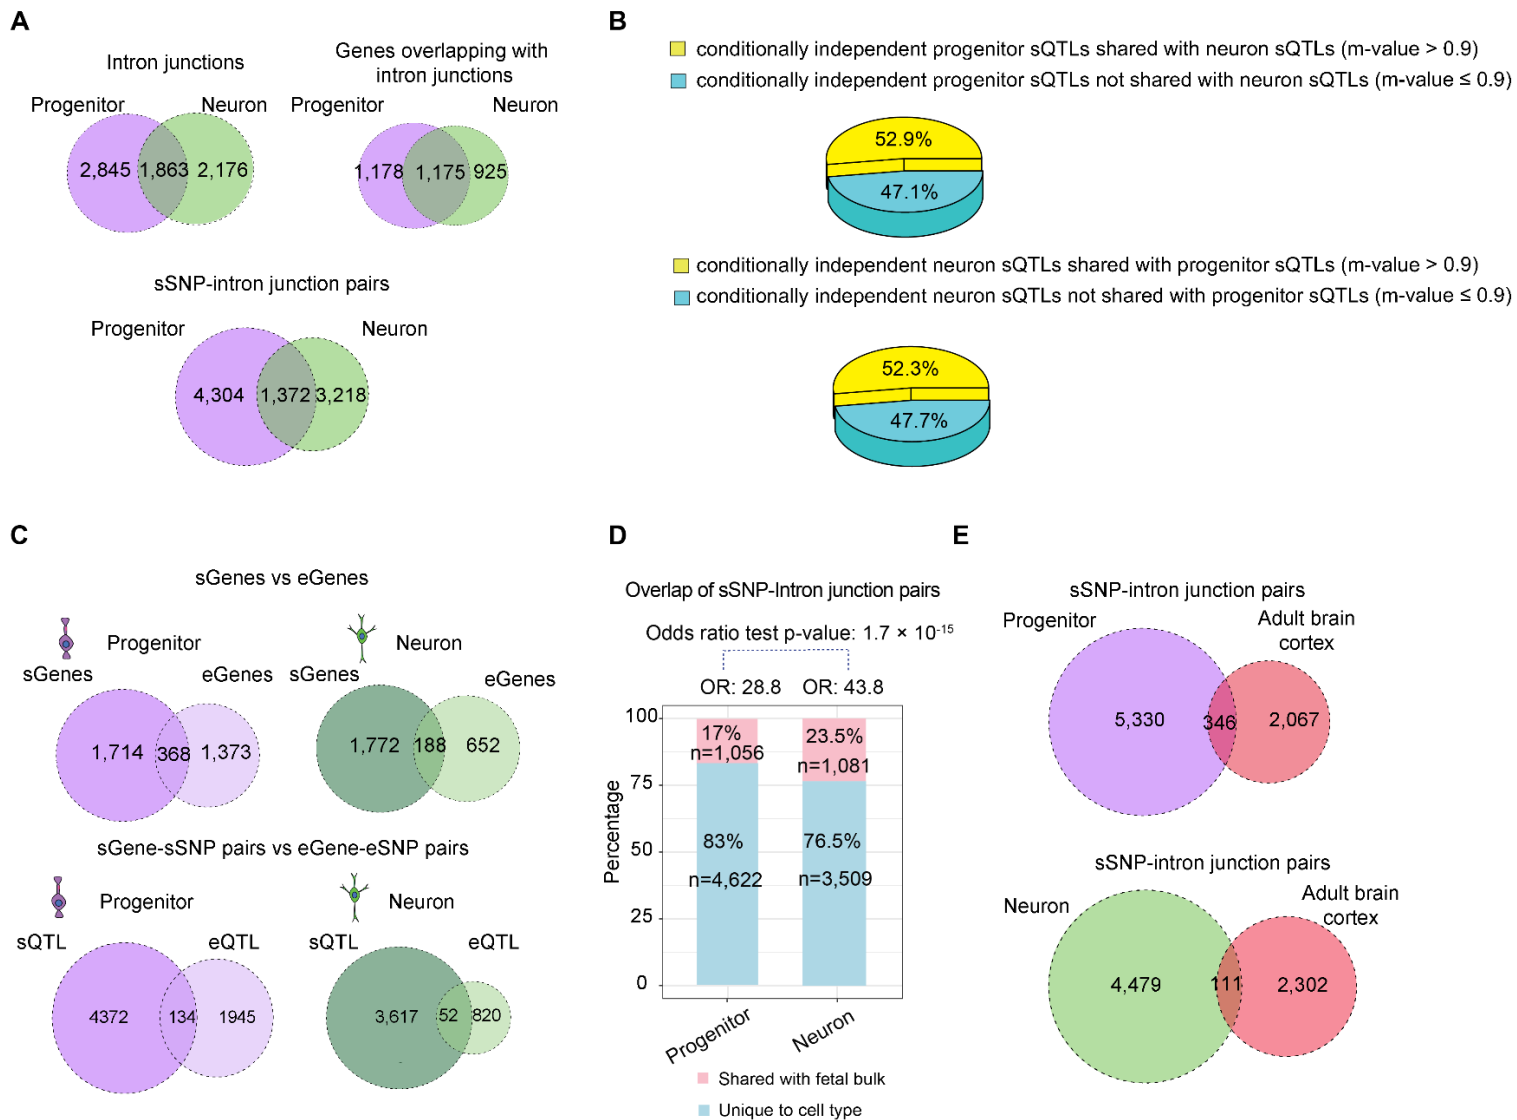 A
Intron junctions
Progenitor
Neuron
2,845
1,863
2,176
Genes overlapping with
intron junctions
Progenitor
Neuron
1,178
1,175
925
sSNP-intron junction pairs
Progenitor
Neuron
4,304
1,372
3,218
B
conditionally independent progenitor sQTLs shared with neuron sQTLs (m-value > 0.9)
conditionally independent progenitor sQTLs not shared with neuron sQTLs (m-value ≤ 0.9)
52.9%
47.1%
conditionally independent neuron sQTLs shared with progenitor sQTLs (m-value > 0.9)
conditionally independent neuron sQTLs not shared with progenitor sQTLs (m-value ≤ 0.9)
52.3%
47.7%
C
sGenes vs eGenes
Progenitor
sGenes
eGenes
1,714
368
1,373
Neuron
sGenes
eGenes
1,772
188
652
sGene-sSNP pairs vs eGene-eSNP pairs
Progenitor
sQTL
eQTL
4372
134
1945
Neuron
sQTL
eQTL
3,617
52
820
D
Overlap of sSNP-Intron junction pairs
Odds ratio test p-value: 1.7 × 10⁻¹⁵
OR: 28.8
OR: 43.8
Percentage
100
75
50
25
0
17%
n=1,056
83%
n=4,622
23.5%
n=1,081
76.5%
n=3,509
Progenitor
Neuron
Shared with fetal bulk
Unique to cell type
E
sSNP-intron junction pairs
Progenitor
Adult brain
cortex
5,330
346
2,067
sSNP-intron junction pairs
Neuron
Adult brain
cortex
4,479
111
2,302